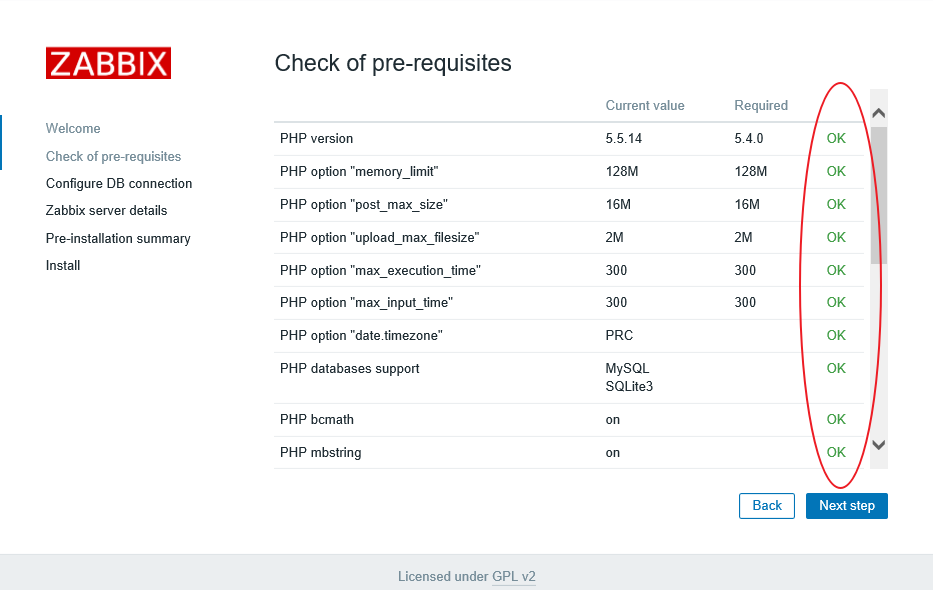 ZABBIX
Check of pre-requisites
Welcome
Check of pre-requisites
Configure DB connection
Zabbix server details
Pre-installation summary
Install
Current value Required
PHP version 5.5.14 5.4.0 OK
PHP option "memory_limit" 128M 128M OK
PHP option "post_max_size" 16M 16M OK
PHP option "upload_max_filesize" 2M 2M OK
PHP option "max_execution_time" 300 300 OK
PHP option "max_input_time" 300 300 OK
PHP option "date.timezone" PRC OK
PHP databases support MySQL OK
SQLite3
PHP bcmath on OK
PHP mbstring on OK
Back Next step
Licensed under GPL v2